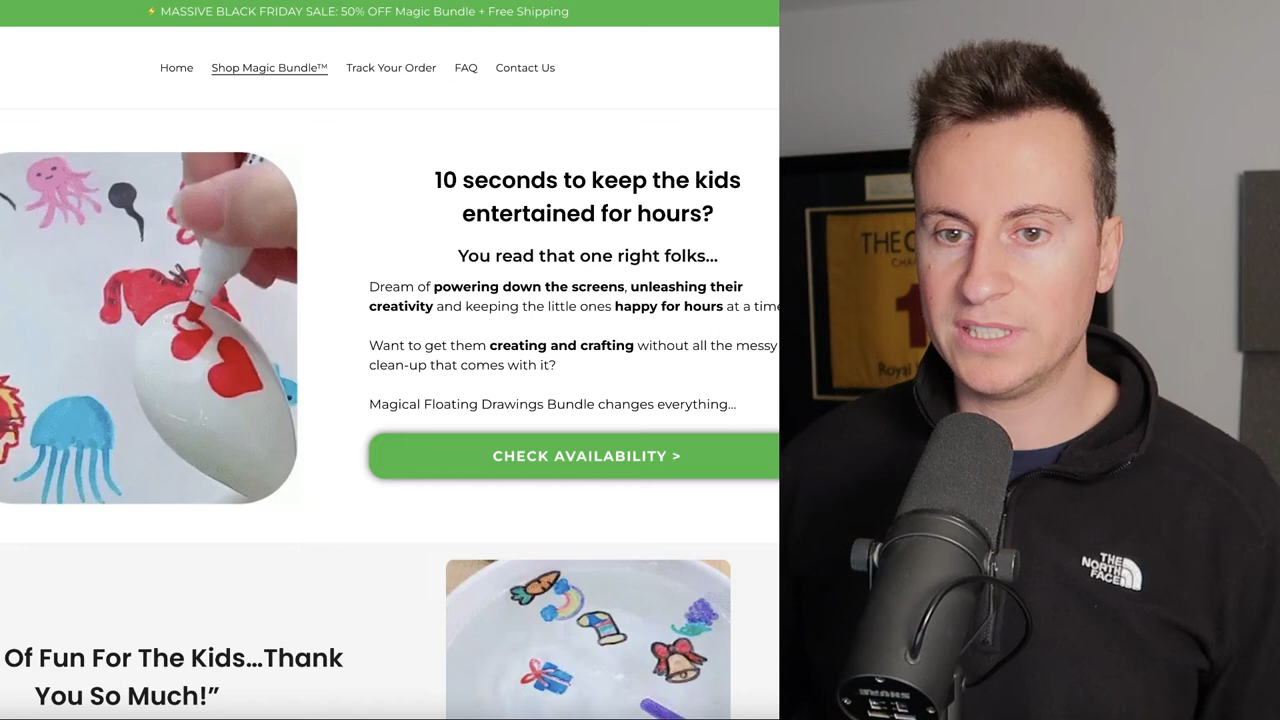 ⚡ MASSIVE BLACK FRIDAY SALE: 50% OFF Magic Bundle + Free Shipping
Home Shop Magic Bundle™ Track Your Order FAQ Contact Us
10 seconds to keep the kids
entertained for hours?
You read that one right folks...
Dream of powering down the screens, unleashing their
creativity and keeping the little ones happy for hours at a time
Want to get them creating and crafting without all the messy
clean-up that comes with it?
Magical Floating Drawings Bundle changes everything...
CHECK AVAILABILITY >
Of Fun For The Kids...Thank
You So Much!”
THE
Royal
THE
NORTH
FACE